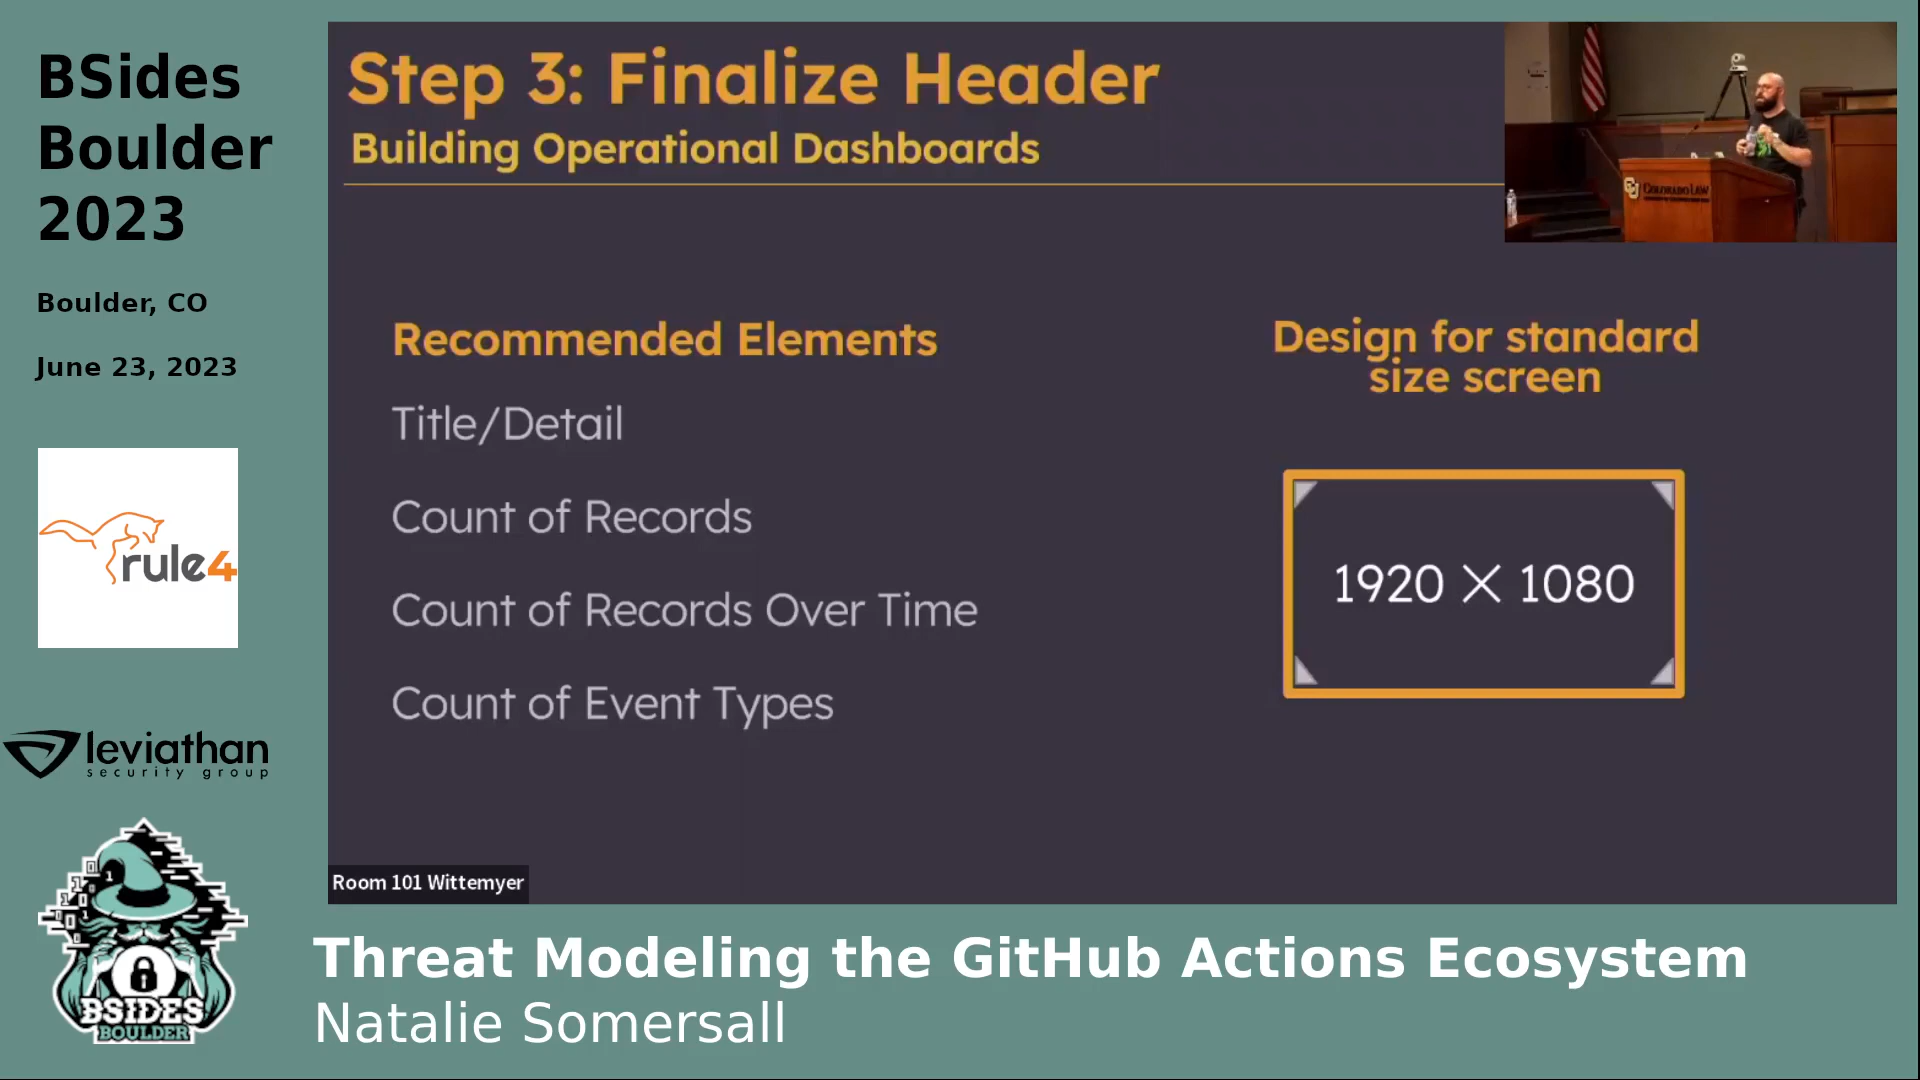 BSides
Boulder
2023
Boulder, CO
June 23, 2023
rule4
leviathan
security group
BSIDES
BOULDER
Step 3: Finalize Header
Building Operational Dashboards
COLORADO LAW
Recommended Elements
Title/Detail
Count of Records
Count of Records Over Time
Count of Event Types
Design for standard
size screen
1920 X 1080
Room 101 Wittemyer
Threat Modeling the GitHub Actions Ecosystem
Natalie Somersall